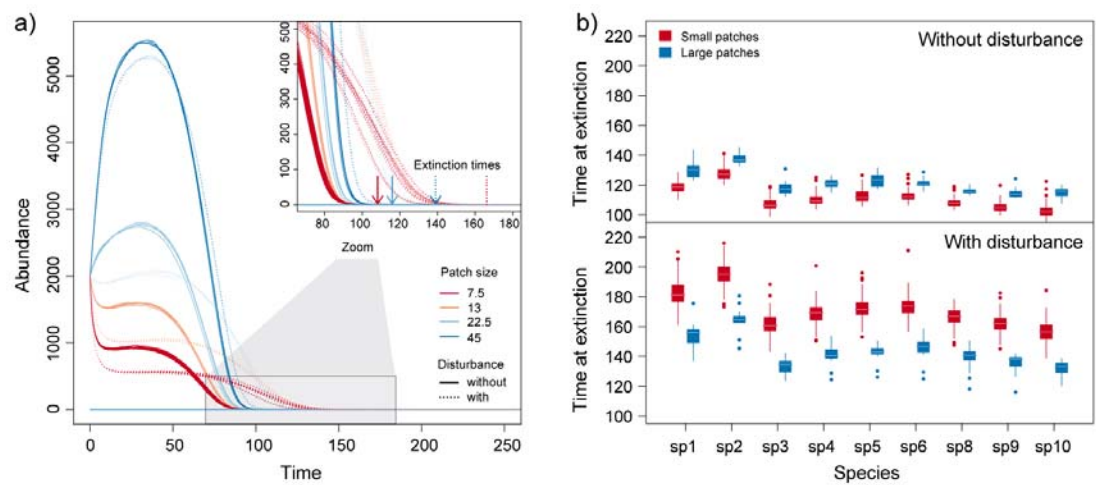 a)
Abundance
0
1000
2000
3000
4000
5000
0
50
100
150
200
250
Time
0
100
200
300
400
500
80
100
120
140
160
180
Extinction times
Zoom
Patch size
7.5
13
22.5
45
Disturbance
without
with
b)
Small patches
Large patches
Without disturbance
Time at extinction
220
200
180
160
140
120
100
With disturbance
Time at extinction
220
200
180
160
140
120
100
sp1 sp2 sp3 sp4 sp5 sp6 sp8 sp9 sp10
Species